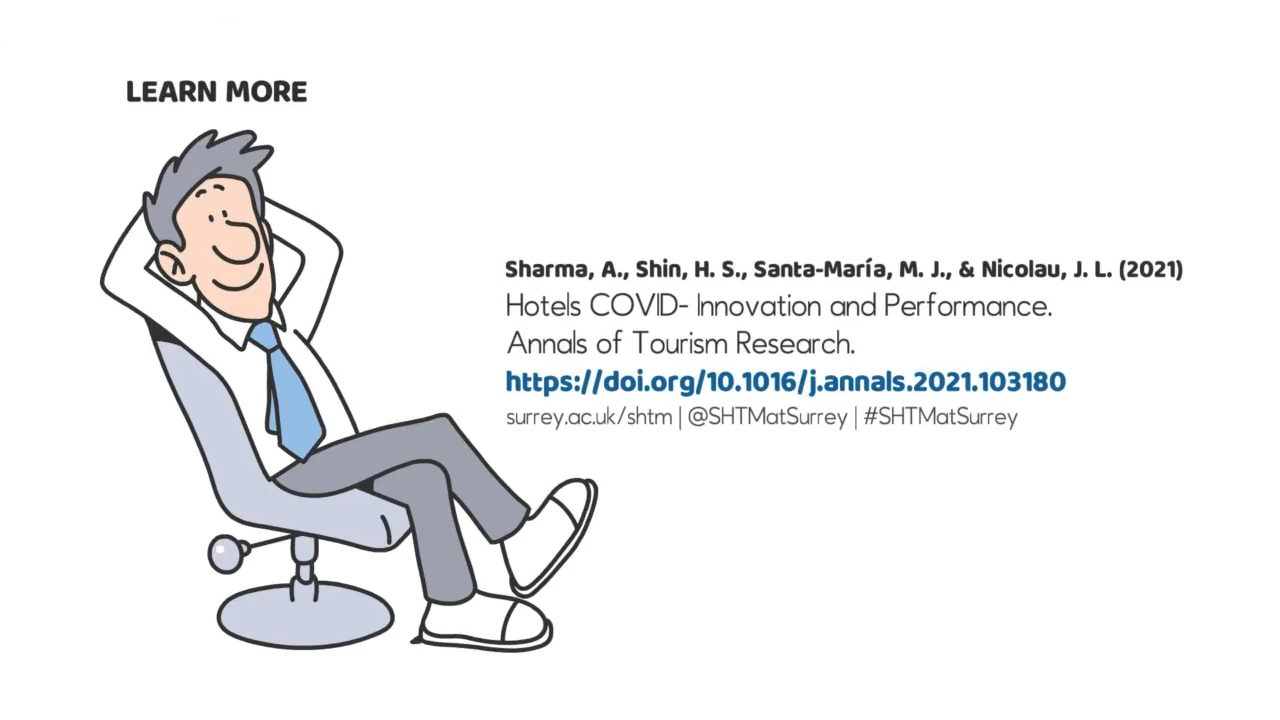 LEARN MORE
Sharma, A., Shin, H. S., Santa-María, M. J., & Nicolau, J. L. (2021)
Hotels COVID- Innovation and Performance.
Annals of Tourism Research.
https://doi.org/10.1016/j.annals.2021.103180
surrey.ac.uk/shtm | @SHTMatSurrey | #SHTMatSurrey